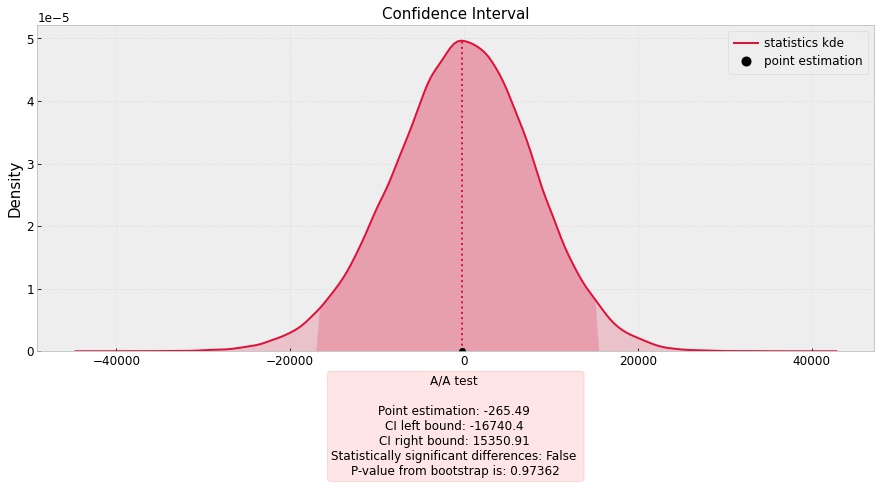 Confidence Interval
1e−5
statistics kde
point estimation
Density
5
4
3
2
1
0
−40000
−20000
0
20000
40000
A/A test
Point estimation: -265.49
CI left bound: -16740.4
CI right bound: 15350.91
Statistically significant differences: False
P-value from bootstrap is: 0.97362